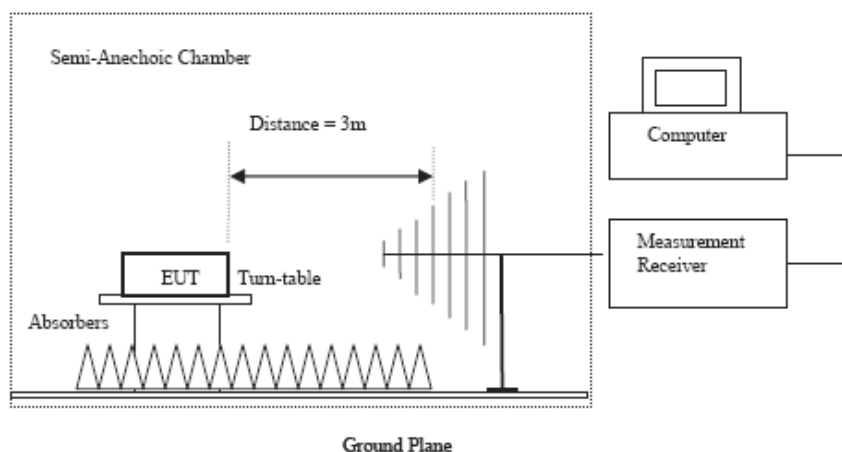 Semi-Anechoic Chamber
Distance = 3m
Computer
Measurement
Receiver
EUT
Turn-table
Absorbers
Ground Plane